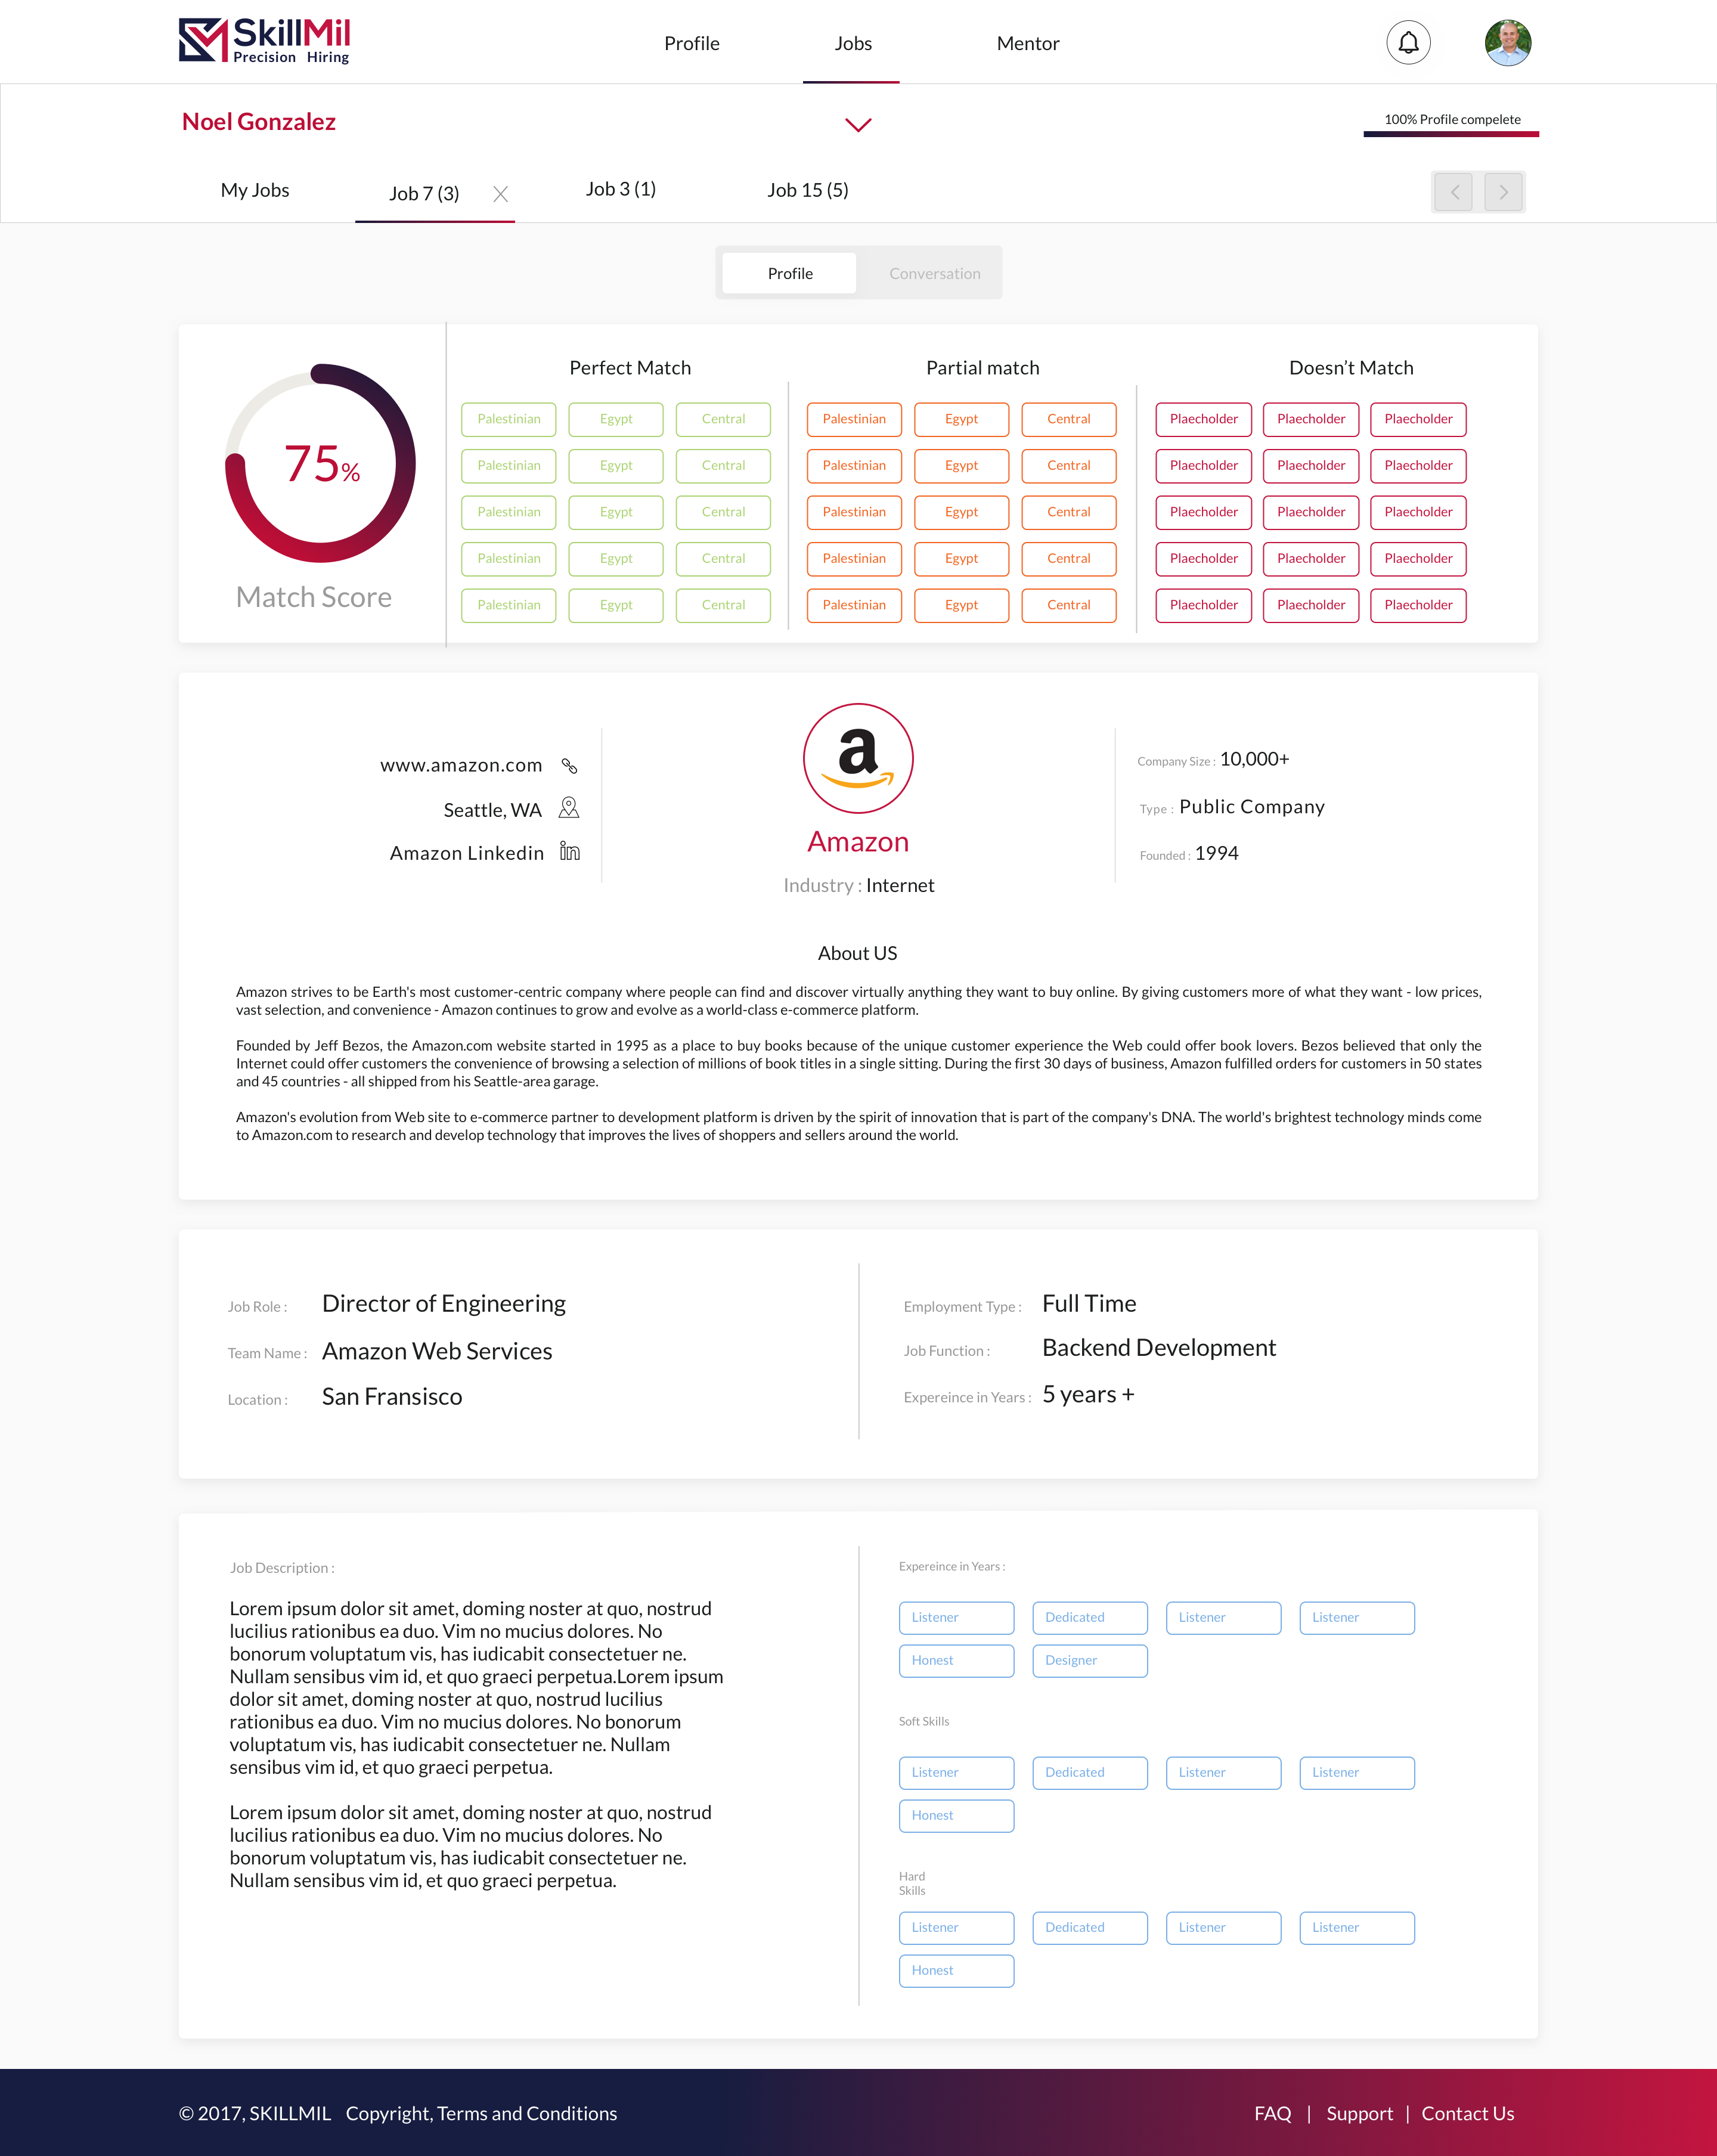 SkillMil
Precision Hiring
Profile
Jobs
Mentor
Noel Gonzalez
100% Profile compelete
My Jobs
Job 7 (3)
Job 3 (1)
Job 15 (5)
Profile
Conversation
75%
Match Score
Perfect Match
Palestinian Egypt Central
Palestinian Egypt Central
Palestinian Egypt Central
Palestinian Egypt Central
Palestinian Egypt Central
Partial match
Palestinian Egypt Central
Palestinian Egypt Central
Palestinian Egypt Central
Palestinian Egypt Central
Palestinian Egypt Central
Doesn’t Match
Plaecholder Plaecholder Plaecholder
Plaecholder Plaecholder Plaecholder
Plaecholder Plaecholder Plaecholder
Plaecholder Plaecholder Plaecholder
Plaecholder Plaecholder Plaecholder
www.amazon.com
Seattle, WA
Amazon Linkedin
in
a
Amazon
Industry : Internet
Company Size : 10,000+
Type : Public Company
Founded : 1994
About US
Amazon strives to be Earth's most customer-centric company where people can find and discover virtually anything they want to buy online. By giving customers more of what they want - low prices,
vast selection, and convenience - Amazon continues to grow and evolve as a world-class e-commerce platform.
Founded by Jeff Bezos, the Amazon.com website started in 1995 as a place to buy books because of the unique customer experience the Web could offer book lovers. Bezos believed that only the
Internet could offer customers the convenience of browsing a selection of millions of book titles in a single sitting. During the first 30 days of business, Amazon fulfilled orders for customers in 50 states
and 45 countries - all shipped from his Seattle-area garage.
Amazon's evolution from Web site to e-commerce partner to development platform is driven by the spirit of innovation that is part of the company's DNA. The world's brightest technology minds come
to Amazon.com to research and develop technology that improves the lives of shoppers and sellers around the world.
Job Role : Director of Engineering
Team Name : Amazon Web Services
Location : San Fransisco
Employment Type : Full Time
Job Function : Backend Development
Expereince in Years : 5 years +
Job Description :
Lorem ipsum dolor sit amet, doming noster at quo, nostrud
lucilius rationibus ea duo. Vim no mucius dolores. No
bonorum voluptatum vis, has iudicabit consectetuer ne.
Nullam sensibus vim id, et quo graeci perpetua.Lorem ipsum
dolor sit amet, doming noster at quo, nostrud lucilius
rationibus ea duo. Vim no mucius dolores. No bonorum
voluptatum vis, has iudicabit consectetuer ne. Nullam
sensibus vim id, et quo graeci perpetua.
Lorem ipsum dolor sit amet, doming noster at quo, nostrud
lucilius rationibus ea duo. Vim no mucius dolores. No
bonorum voluptatum vis, has iudicabit consectetuer ne.
Nullam sensibus vim id, et quo graeci perpetua.
Expereince in Years :
Listener Dedicated Listener Listener
Honest Designer
Soft Skills
Listener Dedicated Listener Listener
Honest
Hard
Skills
Listener Dedicated Listener Listener
Honest
© 2017, SKILLMIL Copyright, Terms and Conditions
FAQ | Support | Contact Us